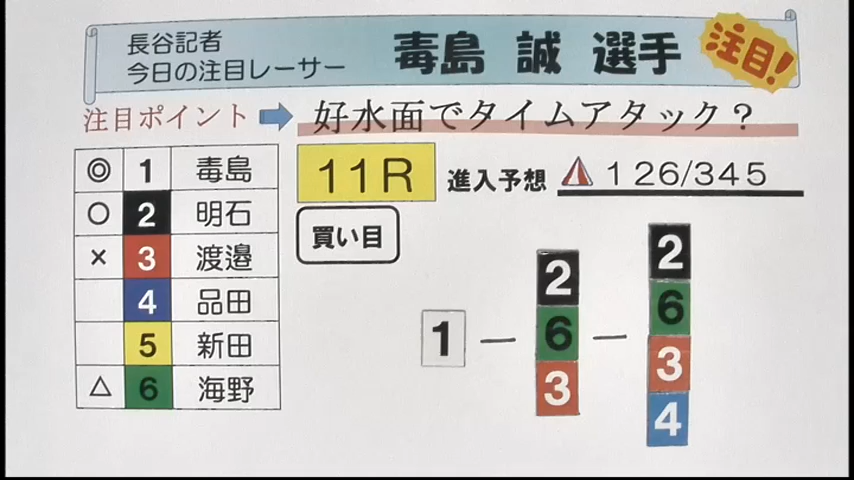 長谷記者
今日の注目レーサー
毒島 誠 選手
注目!
注目ポイント
好水面でタイムアタック?
◎ 1 毒島
○ 2 明石
× 3 渡邉
4 品田
5 新田
△ 6 海野
11R
進入予想
126/345
買い目
1 - 2 6 3 - 2 6 3 4